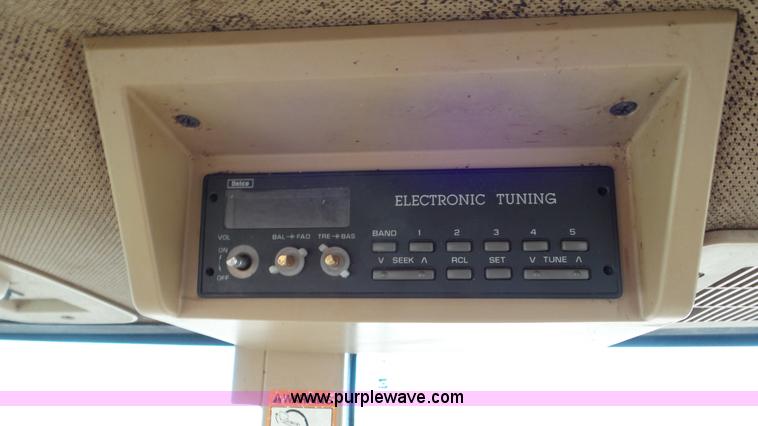 Delco
ELECTRONIC TUNING
VOL
BAL FAD TRE BAS
BAND 1 2 3 4 5
ON
OFF
V SEEK Λ RCL SET V TUNE Λ
www.purplewave.com